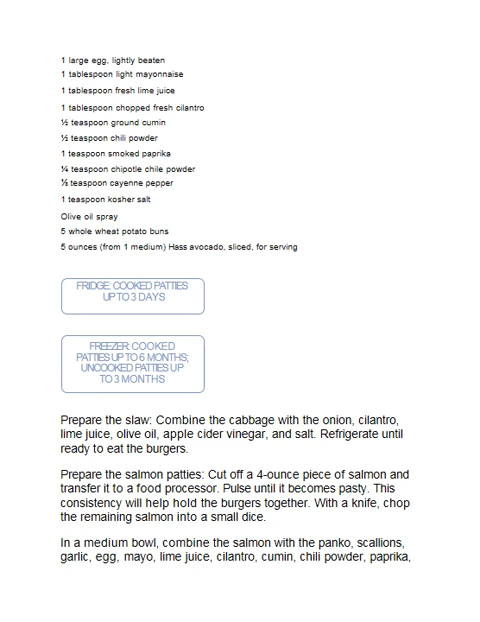 1 large egg, lightly beaten
1 tablespoon light mayonnaise
1 tablespoon fresh lime juice
1 tablespoon chopped fresh cilantro
½ teaspoon ground cumin
½ teaspoon chili powder
1 teaspoon smoked paprika
¼ teaspoon chipotle chile powder
⅛ teaspoon cayenne pepper
1 teaspoon kosher salt
Olive oil spray
5 whole wheat potato buns
5 ounces (from 1 medium) Hass avocado, sliced, for serving
FRIDGE: COOKED PATTIES
UP TO 3 DAYS
FREEZER: COOKED
PATTIES UP TO 6 MONTHS;
UNCOOKED PATTIES UP
TO 3 MONTHS
Prepare the slaw: Combine the cabbage with the onion, cilantro,
lime juice, olive oil, apple cider vinegar, and salt. Refrigerate until
ready to eat the burgers.
Prepare the salmon patties: Cut off a 4-ounce piece of salmon and
transfer it to a food processor. Pulse until it becomes pasty. This
consistency will help hold the burgers together. With a knife, chop
the remaining salmon into a small dice.
In a medium bowl, combine the salmon with the panko, scallions,
garlic, egg, mayo, lime juice, cilantro, cumin, chili powder, paprika,